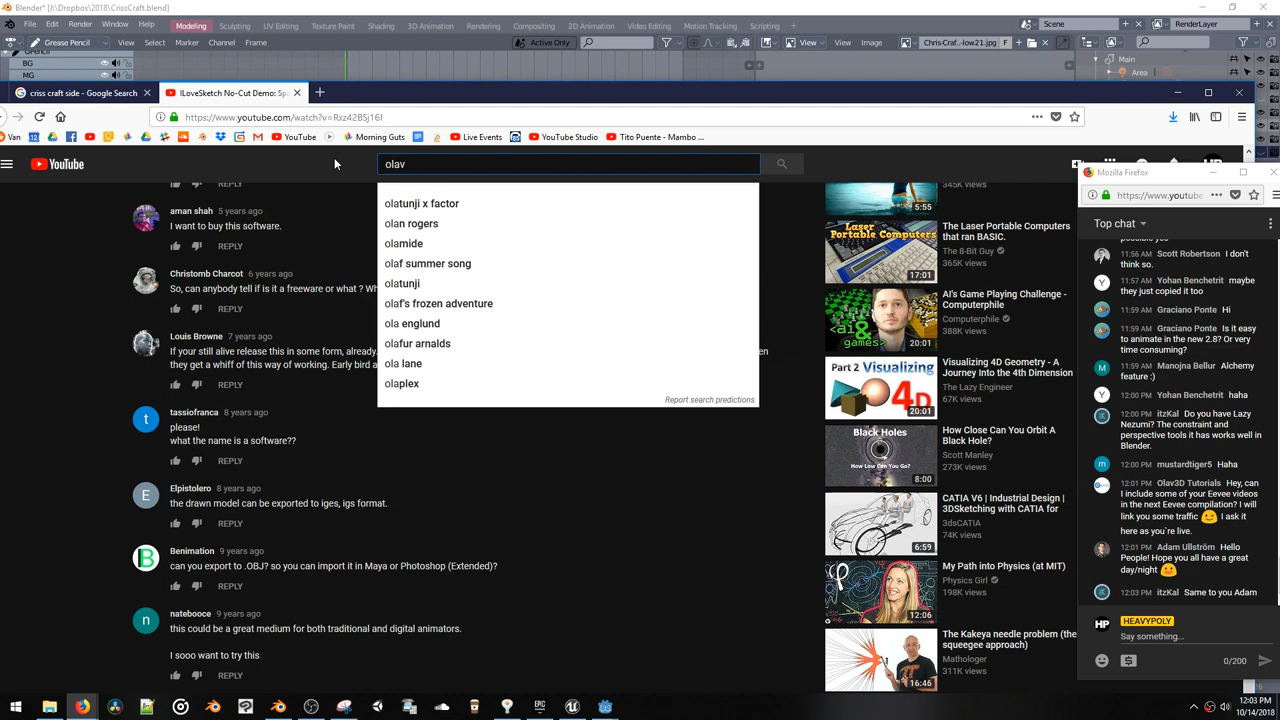 Blender* [J:\Dropbox\2018\CrissCraft.blend]
File Edit Render Window Help Modeling Sculpting UV Editing Texture Paint Shading 3D Animation Rendering Compositing 2D Animation Video Editing Motion Tracking Scripting Scene RenderLayer
Grease Pencil View Select Marker Channel Frame Active Only View View Image Chris-Craf...-low21.jpg F
BG
MG
Main
Area
criss craft side - Google Search
ILoveSketch No-Cut Demo: Spa
https://www.youtube.com/watch?v=Rxz42BSj16I
Van 12 YouTube Morning Guts Live Events YouTube Studio Tito Puente - Mambo ...
YouTube
olav
olatunji x factor
olan rogers
olamide
olaf summer song
olatunji
olaf's frozen adventure
ola englund
olafur arnalds
ola lane
olaplex
Report search predictions
REPLY
aman shah 5 years ago
I want to buy this software.
REPLY
Christomb Charcot 6 years ago
So, can anybody tell if is it a freeware or what ? Wh
REPLY
Louis Browne 7 years ago
If your still alive release this in some form, already.
en
they get a whiff of this way of working. Early bird a
REPLY
t
tassiofranca 8 years ago
please!
what the name is a software??
REPLY
E
Elpistolero 8 years ago
the drawn model can be exported to iges, igs format.
REPLY
B
Benimation 9 years ago
can you export to .OBJ? so you can import it in Maya or Photoshop (Extended)?
REPLY
n
natebooce 9 years ago
this could be a great medium for both traditional and digital animators.
I sooo want to try this
REPLY
345K views
5:55
LASER PORTABLE COMPUTERS
17:01
The Laser Portable Computers
that ran BASIC.
The 8-Bit Guy
365K views
ai &
games
20:01
AI's Game Playing Challenge -
Computerphile
Computerphile
388K views
Part 2 Visualizing
4D
20:01
Visualizing 4D Geometry - A
Journey Into the 4th Dimension
The Lazy Engineer
67K views
Black Holes
How Low Can You Go?
8:00
How Close Can You Orbit A
Black Hole?
Scott Manley
273K views
6:59
CATIA V6 | Industrial Design |
3DSketching with CATIA for
3dsCATIA
74K views
12:06
My Path into Physics (at MIT)
Physics Girl
198K views
16:46
The Kakeya needle problem (the
squeegee approach)
Mathologer
311K views
Mozilla Firefox
https://www.youtube
Top chat
possible yes
11:56 AM Scott Robertson I don't
think so.
11:57 AM Yohan Benchetrit maybe
they just copied it too
11:59 AM Graciano Ponte Hi
11:59 AM Graciano Ponte Is it easy
to animate in the new 2.8? Or very
time consuming?
11:59 AM Manojna Bellur Alchemy
feature :)
12:00 PM Yohan Benchetrit haha
12:00 PM itzKal Do you have Lazy
Nezumi? The constraint and
perspective tools it has works well in
Blender.
12:00 PM mustardtiger5 Haha
12:01 PM Olav3D Tutorials Hey, can
I include some of your Eevee videos
in the next Eevee compilation? I will
link you some traffic I ask it
here as you`re live.
12:01 PM Adam Ullström Hello
People! Hope you all have a great
day/night
12:03 PM itzKal Same to you Adam
HP
HEAVYPOLY
Say something...
0/200
12:03 PM
10/14/2018